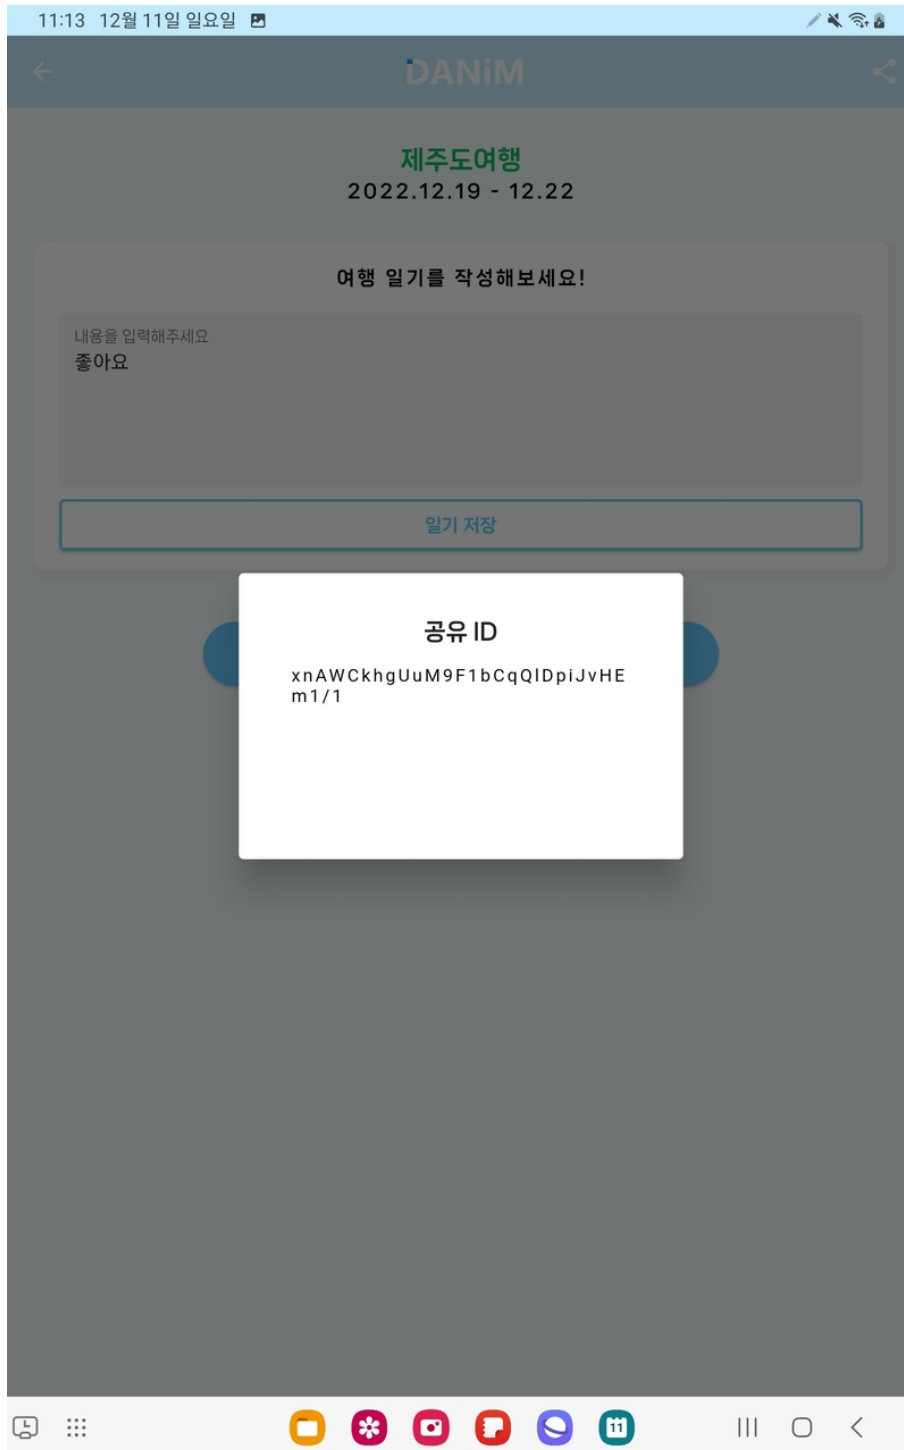 11:13 12월 11일 일요일
DANiM
제주도여행
2022.12.19 - 12.22
여행 일기를 작성해보세요!
내용을 입력해주세요
좋아요
일기 저장
공유 ID
xnAWCkhgUuM9F1bCqQlDpiJvHE
m1/1
11